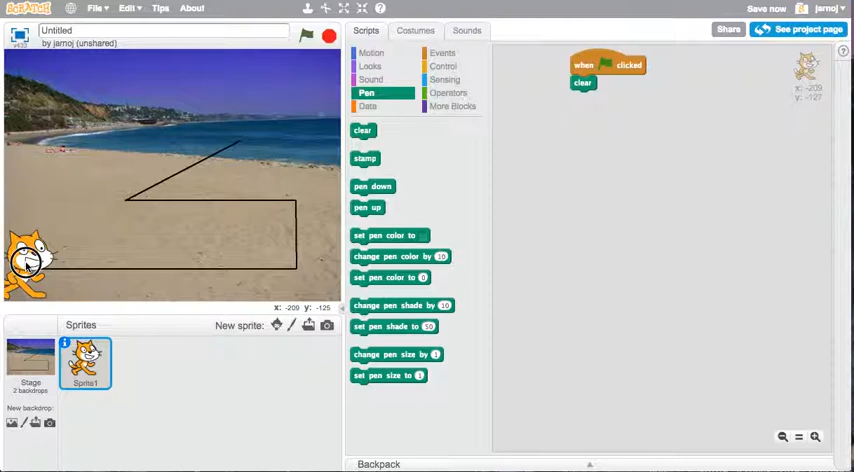 SCRATCH File Edit Tips About Save now jarnoj
v433 Untitled
by jarnoj (unshared)
Scripts Costumes Sounds Share See project page
Motion Events
Looks Control
Sound Sensing
Pen Operators
Data More Blocks
clear
stamp
pen down
pen up
set pen color to
change pen color by 10
set pen color to 0
change pen shade by 10
set pen shade to 50
change pen size by 1
set pen size to 1
when clicked
clear
x: -209
y: -127
?
x: -209 y: -125
Sprites New sprite:
Stage
2 backdrops
New backdrop:
Sprite1
Backpack